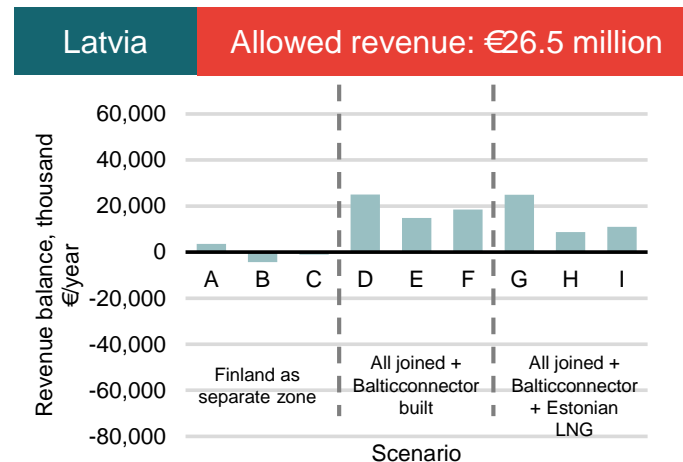 Latvia
Allowed revenue: €26.5 million
Revenue balance, thousand
€/year
60,000
40,000
20,000
0
-20,000
-40,000
-60,000
-80,000
A B C D E F G H I
Finland as
separate zone
All joined +
Balticconnector
built
All joined +
Balticconnector
+ Estonian
LNG
Scenario